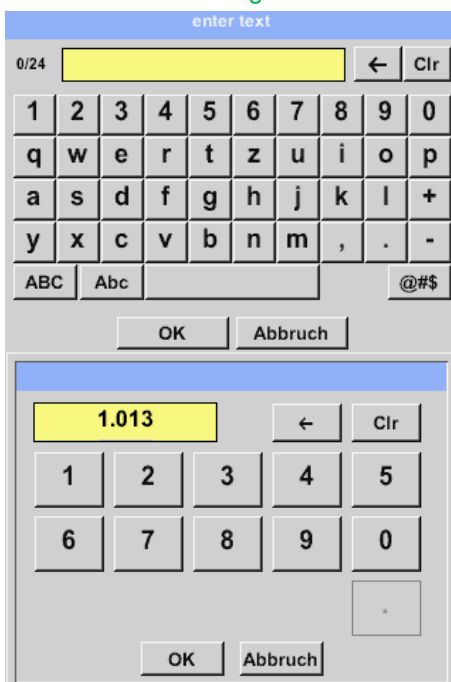 enter text
0/24 ← Clr
1 2 3 4 5 6 7 8 9 0
q w e r t z u i o p
a s d f g h j k l +
y x c v b n m , . -
ABC Abc @#$
OK Abbruch
1.013 ← Clr
1 2 3 4 5
6 7 8 9 0
.
OK Abbruch